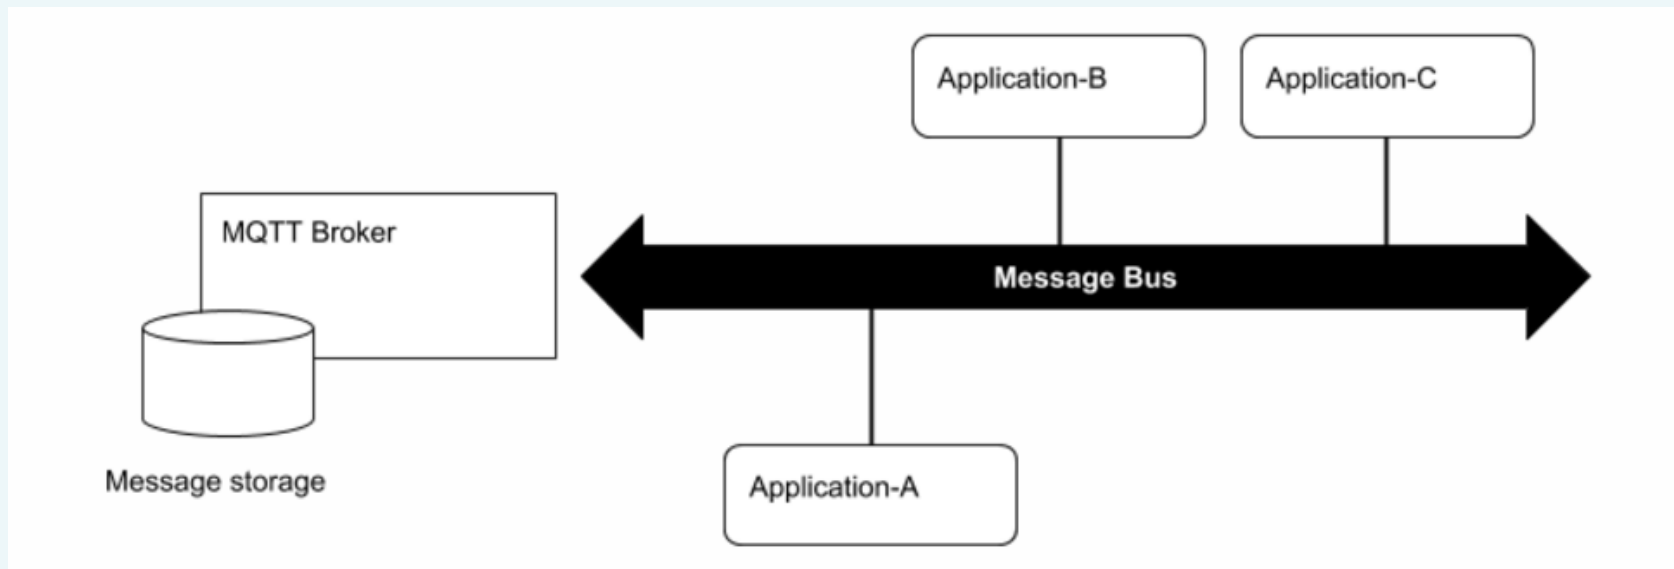 Application-B
Application-C
MQTT Broker
Message Bus
Message storage
Application-A